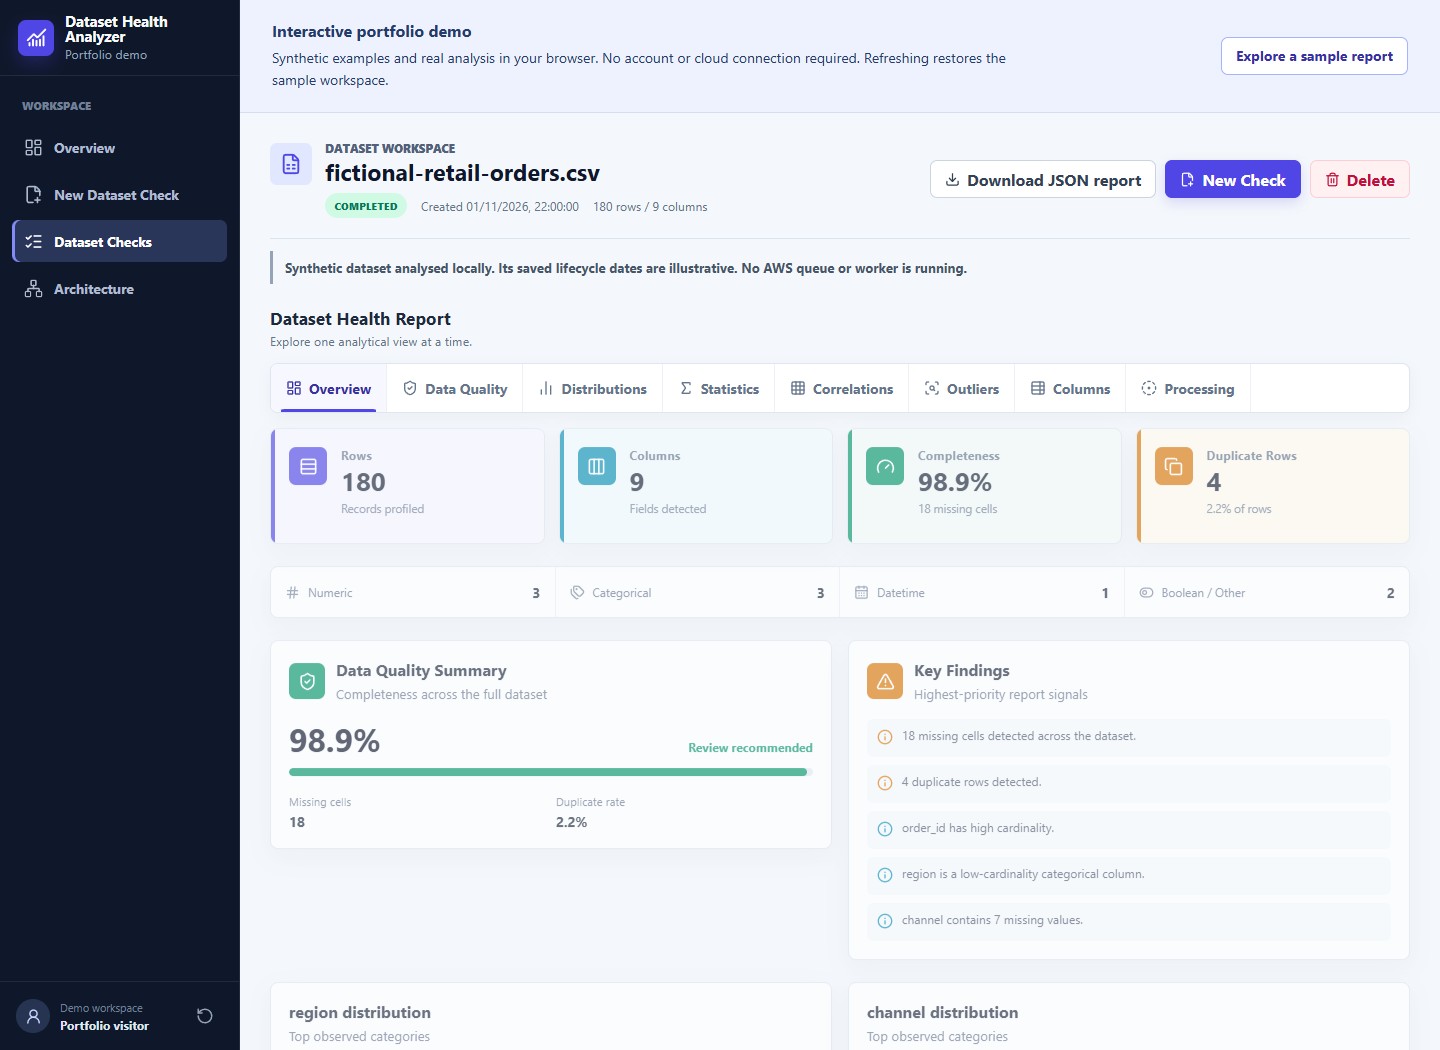 Dataset Health
Analyzer
Portfolio demo
WORKSPACE
Overview
New Dataset Check
Dataset Checks
Architecture
Demo workspace
Portfolio visitor
Interactive portfolio demo
Synthetic examples and real analysis in your browser. No account or cloud connection required. Refreshing restores the
sample workspace.
Explore a sample report
DATASET WORKSPACE
fictional-retail-orders.csv
COMPLETED Created 01/11/2026, 22:00:00 180 rows / 9 columns
Download JSON report
New Check
Delete
Synthetic dataset analysed locally. Its saved lifecycle dates are illustrative. No AWS queue or worker is running.
Dataset Health Report
Explore one analytical view at a time.
Overview Data Quality Distributions Statistics Correlations Outliers Columns Processing
Rows
180
Records profiled
Columns
9
Fields detected
Completeness
98.9%
18 missing cells
Duplicate Rows
4
2.2% of rows
Numeric 3
Categorical 3
Datetime 1
Boolean / Other 2
Data Quality Summary
Completeness across the full dataset
98.9%
Review recommended
Missing cells
18
Duplicate rate
2.2%
Key Findings
Highest-priority report signals
18 missing cells detected across the dataset.
4 duplicate rows detected.
order_id has high cardinality.
region is a low-cardinality categorical column.
channel contains 7 missing values.
region distribution
Top observed categories
channel distribution
Top observed categories